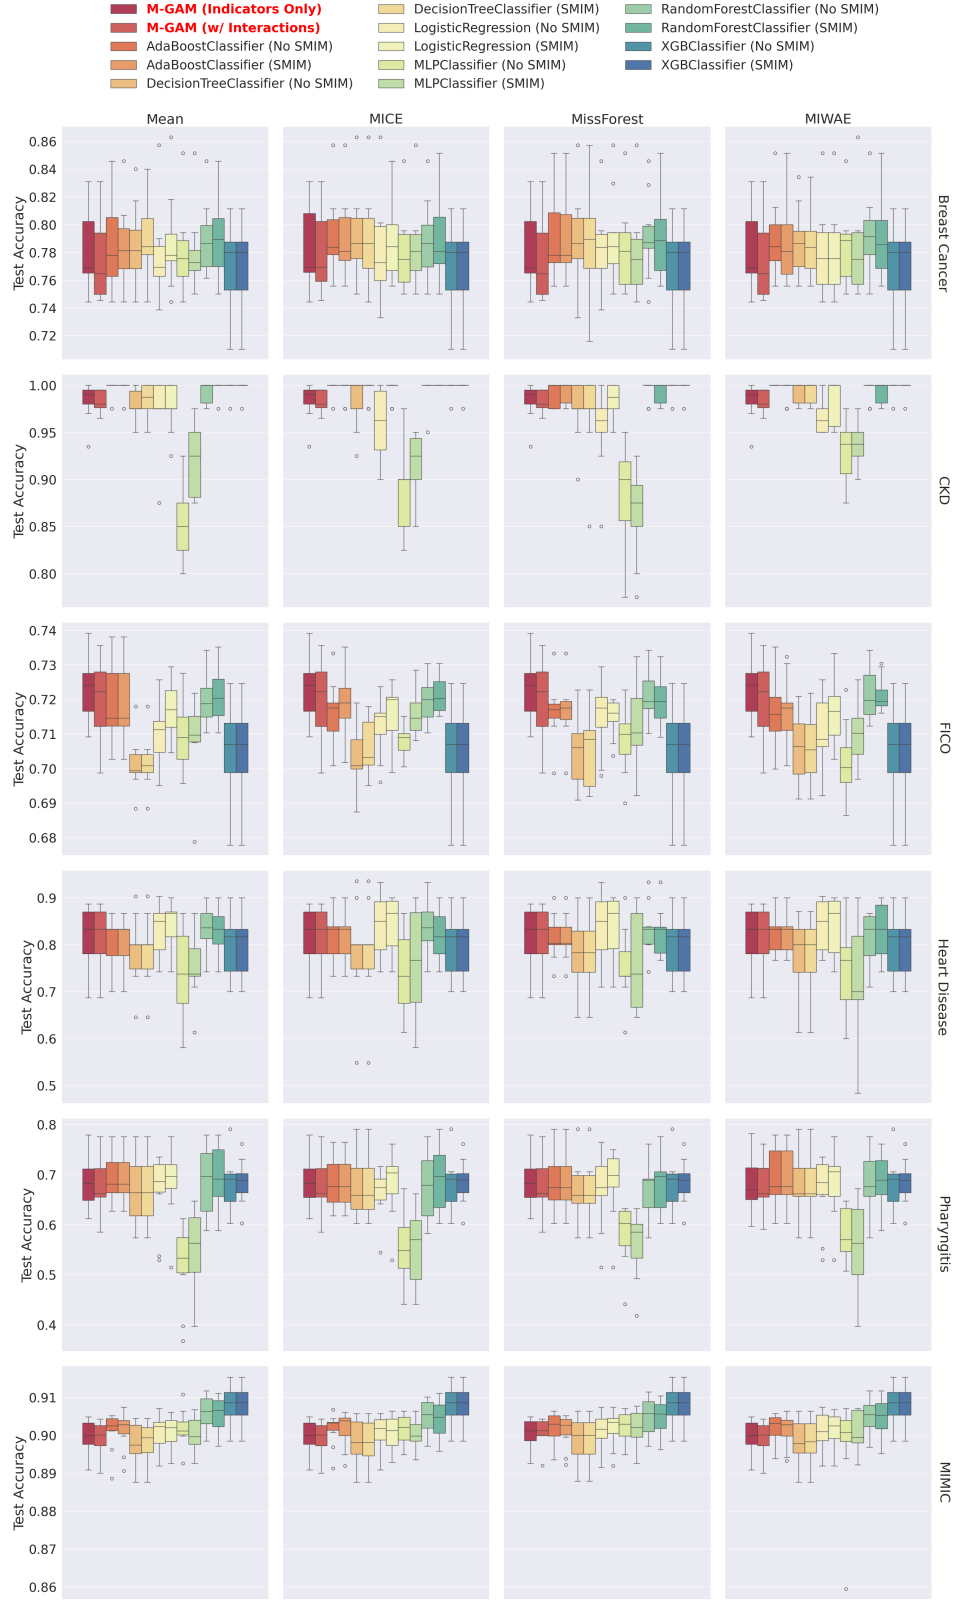 M-GAM (Indicators Only)
M-GAM (w/ Interactions)
AdaBoostClassifier (No SMIM)
AdaBoostClassifier (SMIM)
DecisionTreeClassifier (No SMIM)
DecisionTreeClassifier (SMIM)
LogisticRegression (No SMIM)
LogisticRegression (SMIM)
MLPClassifier (No SMIM)
MLPClassifier (SMIM)
RandomForestClassifier (No SMIM)
RandomForestClassifier (SMIM)
XGBClassifier (No SMIM)
XGBClassifier (SMIM)
Mean MICE MissForest MIWAE
Test Accuracy
0.86
0.84
0.82
0.80
0.78
0.76
0.74
0.72
Breast Cancer
Test Accuracy
1.00
0.95
0.90
0.85
0.80
CKD
Test Accuracy
0.74
0.73
0.72
0.71
0.70
0.69
0.68
FICO
Test Accuracy
0.9
0.8
0.7
0.6
0.5
Heart Disease
Test Accuracy
0.8
0.7
0.6
0.5
0.4
Pharyngitis
Test Accuracy
0.91
0.90
0.89
0.88
0.87
0.86
MIMIC